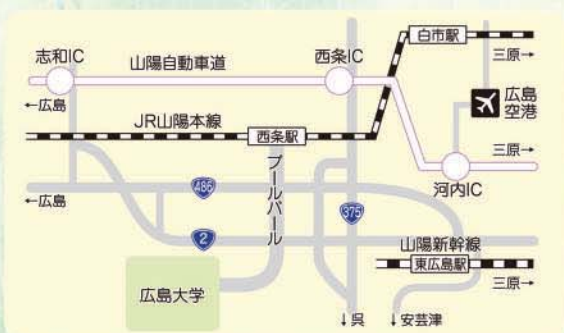 白市駅
三原→
志和IC
山陽自動車道
西条IC
←広島
広島
空港
JR山陽本線
西条駅
三原→
河内IC
486
←広島
ブールバール
375
2
山陽新幹線
東広島駅
三原→
広島大学
↓呉
↓安芸津